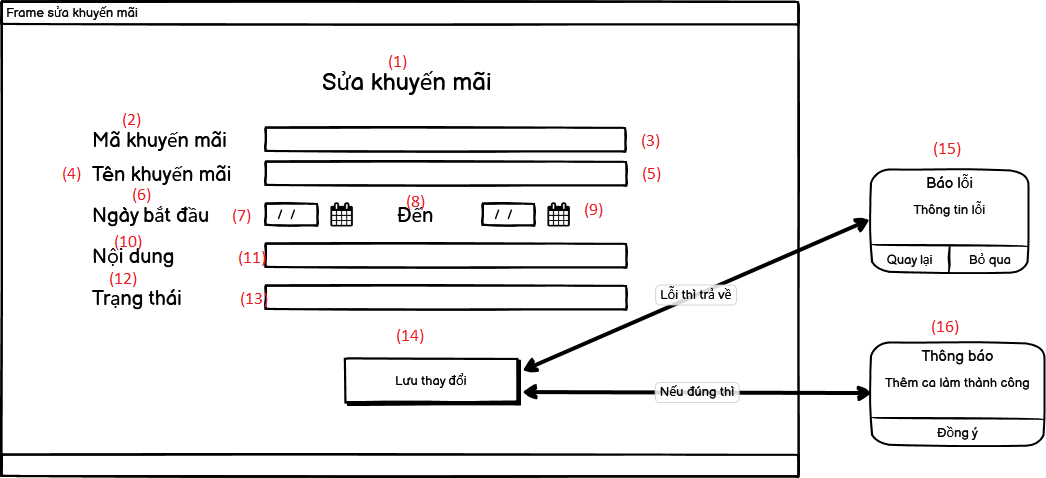 Frame sửa khuyến mãi
(1)
Sửa khuyến mãi
(2)
Mã khuyến mãi (3)
(4) Tên khuyến mãi (5)
(6)
Ngày bắt đầu (7) / / (8) Đến / / (9)
(10)
Nội dung (11)
(12)
Trạng thái (13)
(14)
Lưu thay đổi
(15)
Báo lỗi
Thông tin lỗi
Quay lại Bỏ qua
Lỗi thì trả về
(16)
Thông báo
Thêm ca làm thành công
Đồng ý
Nếu đúng thì